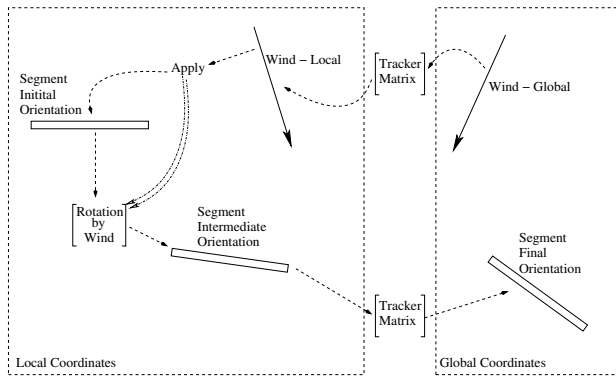 Wind – Local
Tracker
Matrix
Wind – Global
Apply
Segment
Initital
Orientation
Rotation
by
Wind
Segment
Intermediate
Orientation
Segment
Final
Orientation
Tracker
Matrix
Local Coordinates
Global Coordinates